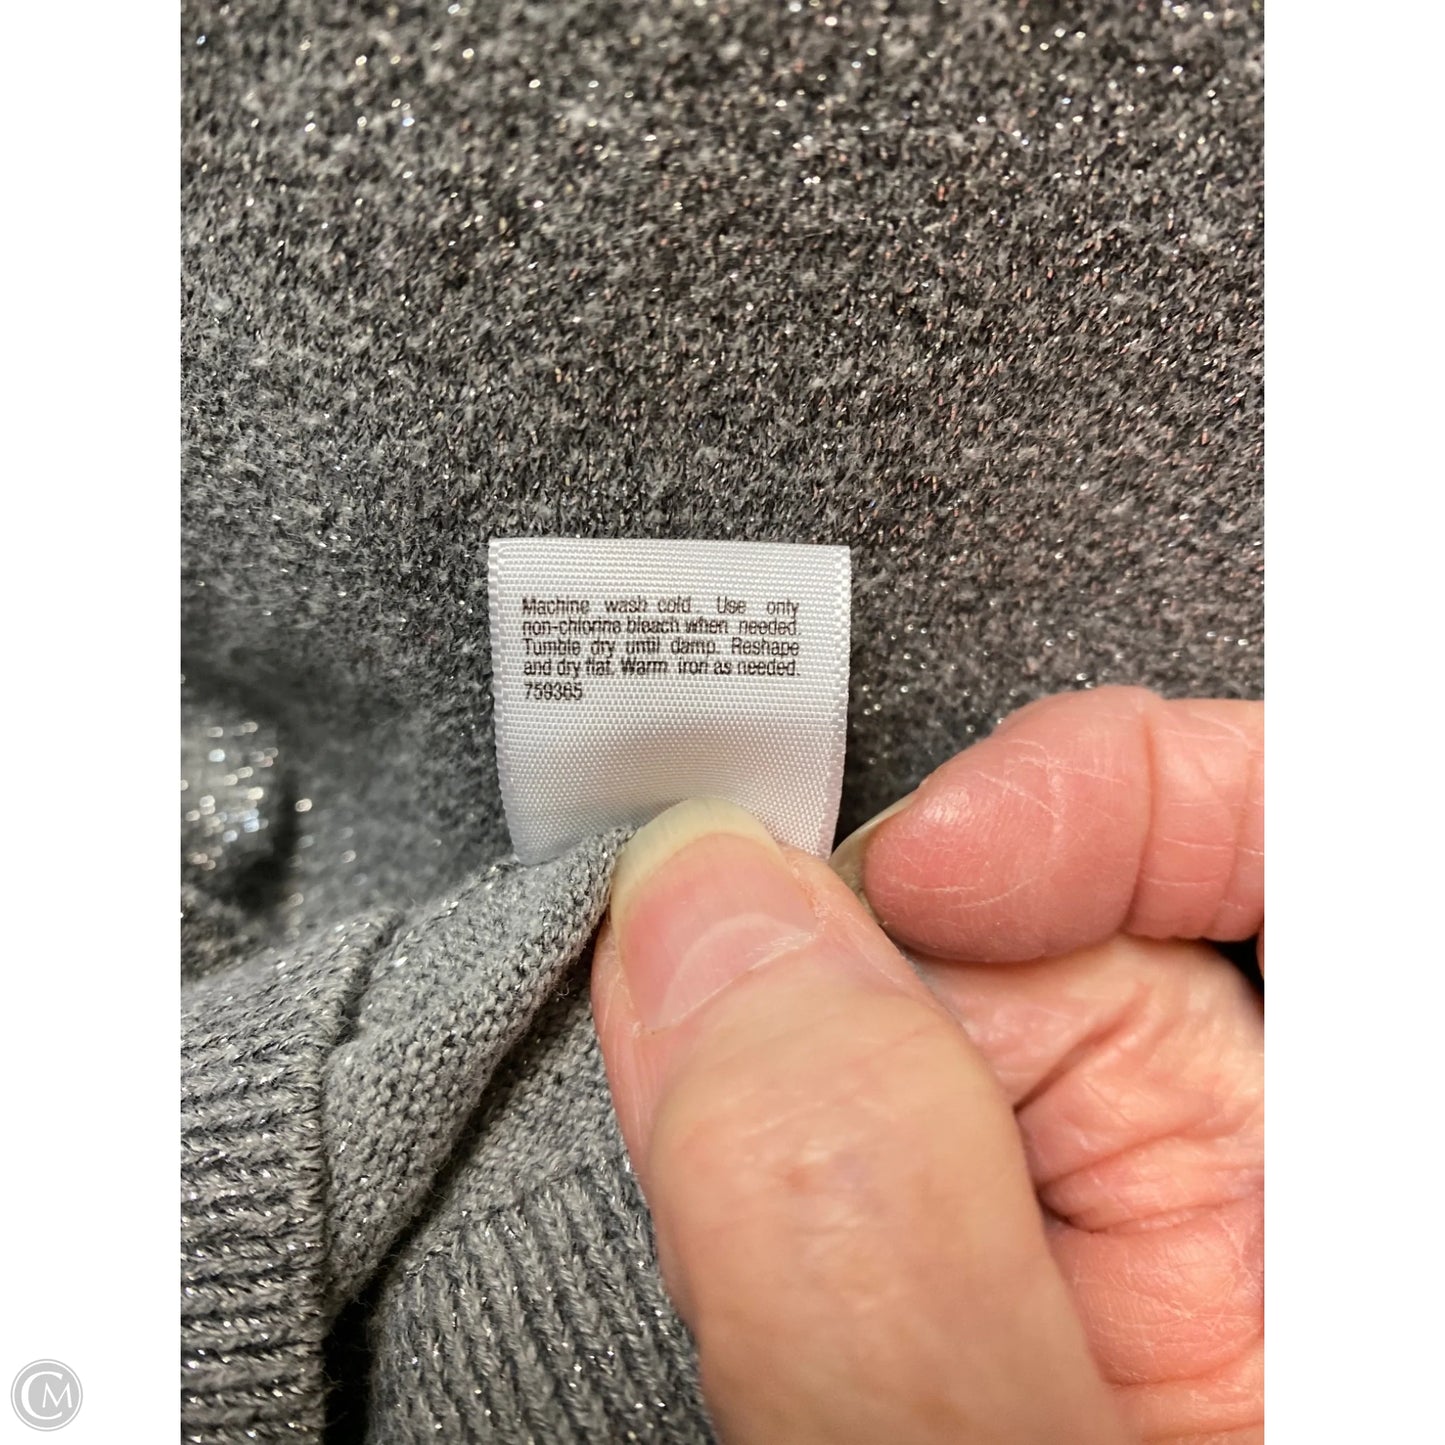 Machine wash cold. Use only
non-chlorine bleach when needed.
Tumble dry until damp. Reshape
and dry flat. Warm iron as needed.
759365
CM